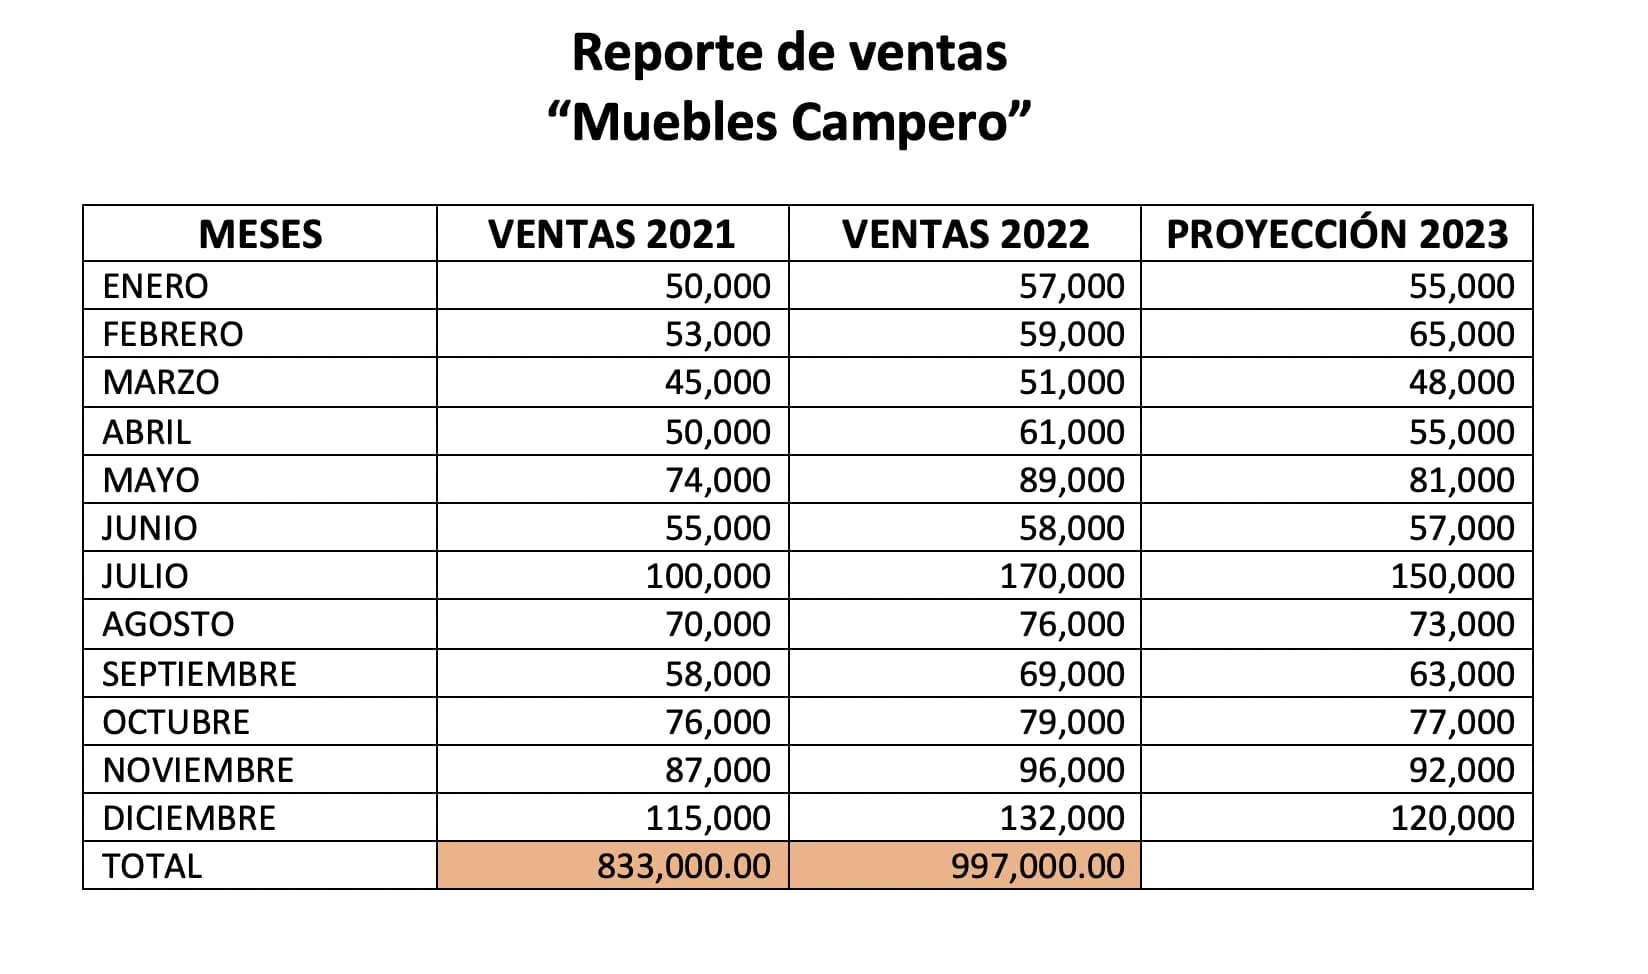 Reporte de ventas
“Muebles Campero”
MESES VENTAS 2021 VENTAS 2022 PROYECCIÓN 2023
ENERO 50,000 57,000 55,000
FEBRERO 53,000 59,000 65,000
MARZO 45,000 51,000 48,000
ABRIL 50,000 61,000 55,000
MAYO 74,000 89,000 81,000
JUNIO 55,000 58,000 57,000
JULIO 100,000 170,000 150,000
AGOSTO 70,000 76,000 73,000
SEPTIEMBRE 58,000 69,000 63,000
OCTUBRE 76,000 79,000 77,000
NOVIEMBRE 87,000 96,000 92,000
DICIEMBRE 115,000 132,000 120,000
TOTAL 833,000.00 997,000.00